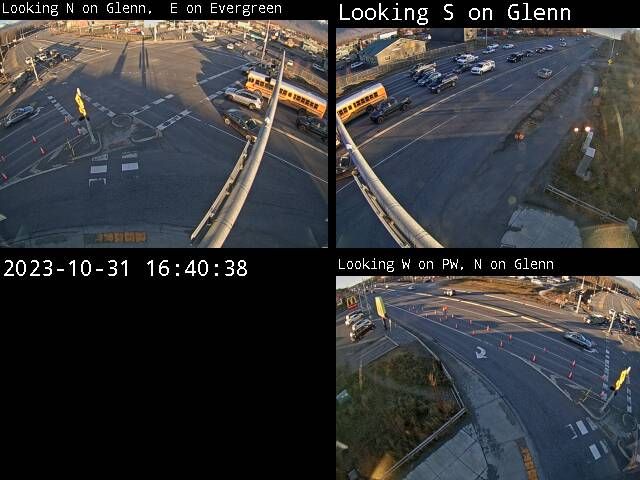 Looking N on Glenn,  E on Evergreen
Looking S on Glenn
2023-10-31 16:40:38
Looking W on PW, N on Glenn